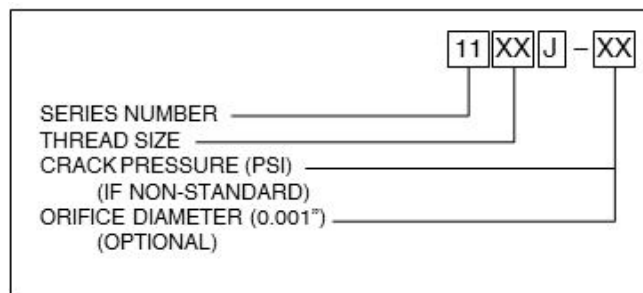 11 XX J – XX
SERIES NUMBER
THREAD SIZE
CRACK PRESSURE (PSI)
(IF NON-STANDARD)
ORIFICE DIAMETER (0.001”)
(OPTIONAL)